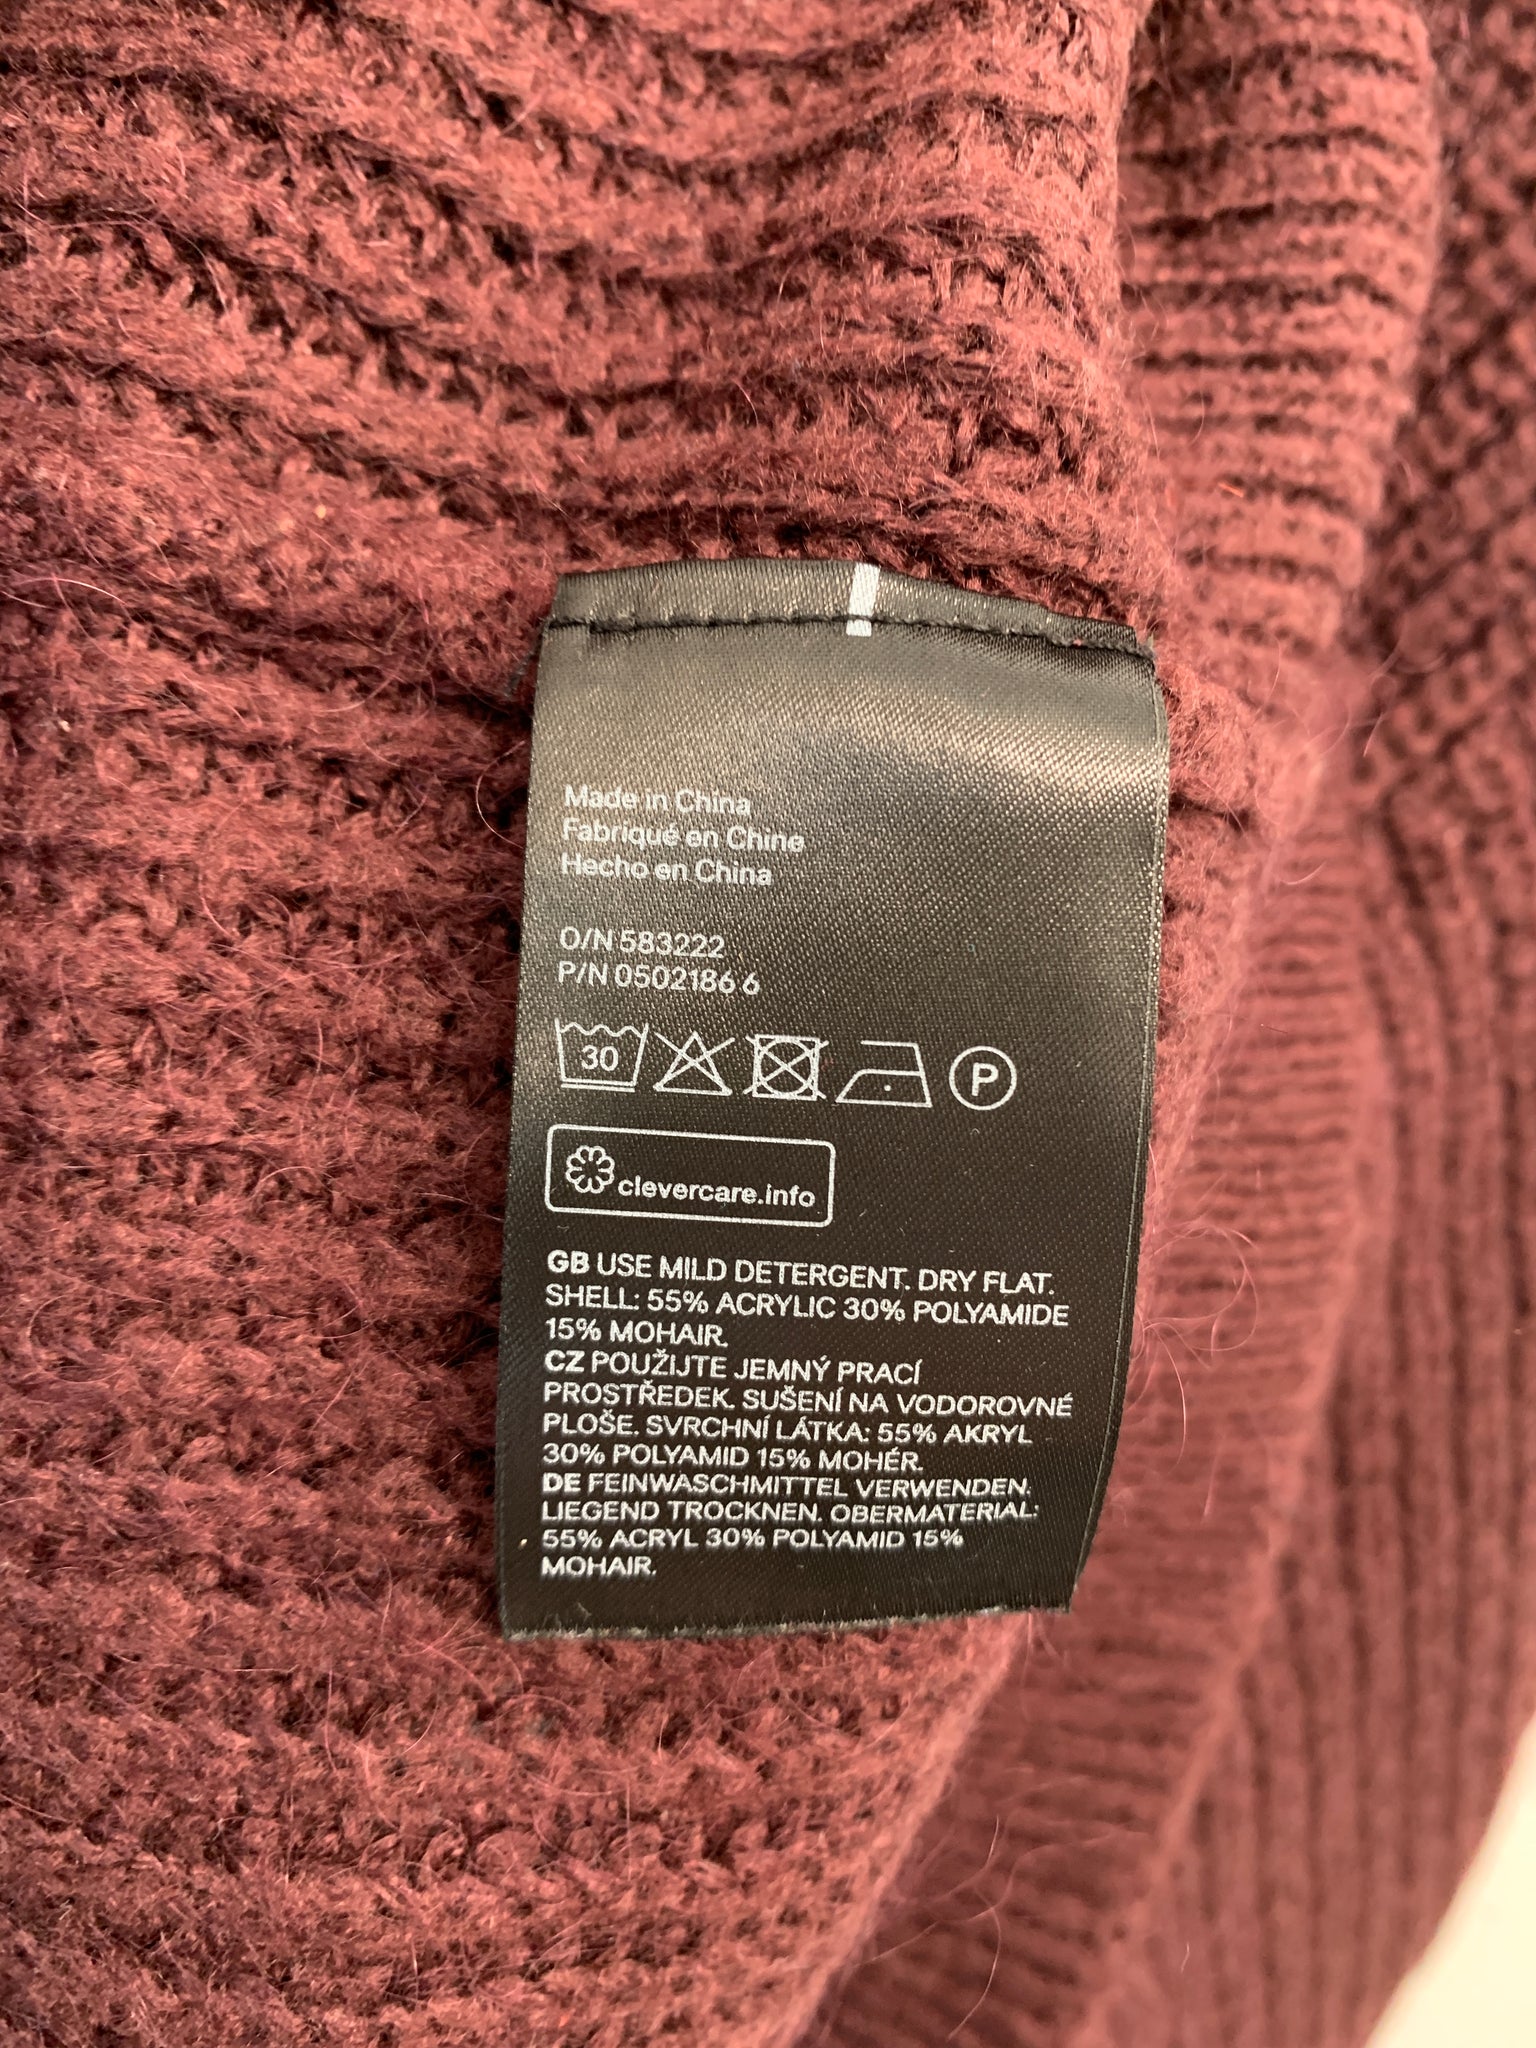 Made in China
Fabriqué en Chine
Hecho en China
O/N 583222
P/N 0502186 6
30
P
clevercare.info
GB USE MILD DETERGENT. DRY FLAT.
SHELL: 55% ACRYLIC 30% POLYAMIDE
15% MOHAIR.
CZ POUŽIJTE JEMNÝ PRACÍ
PROSTŘEDEK. SUŠENÍ NA VODOROVNÉ
PLOŠE. SVRCHNÍ LÁTKA: 55% AKRYL
30% POLYAMID 15% MOHÉR.
DE FEINWASCHMITTEL VERWENDEN.
LIEGEND TROCKNEN. OBERMATERIAL:
55% ACRYL 30% POLYAMID 15%
MOHAIR.